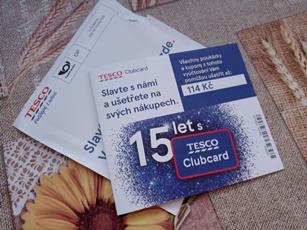 TESCO Clubcard
Slavte s námi
a ušetřete na
svých nákupech.
Všechny poukázky
a kupony z tohoto
vyúčtování Vám
pomohou ušetřit až:
114 Kč
15 let s
TESCO
Clubcard
TESCO